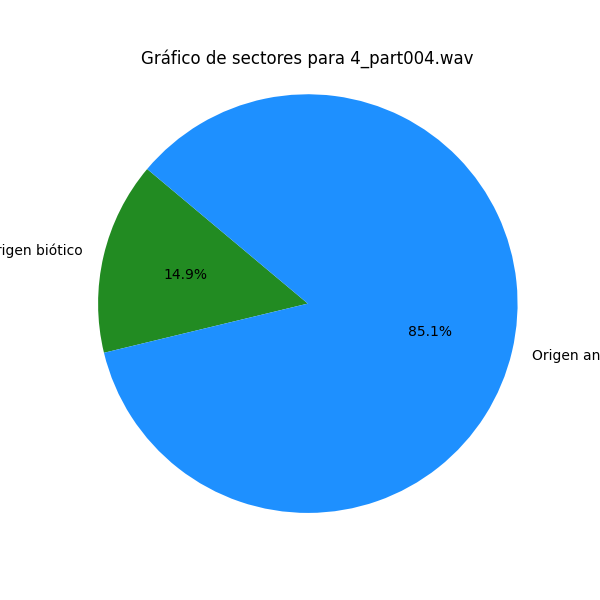 Gráfico de sectores para 4_part004.wav
rigen biótico
14.9%
85.1%
Origen an